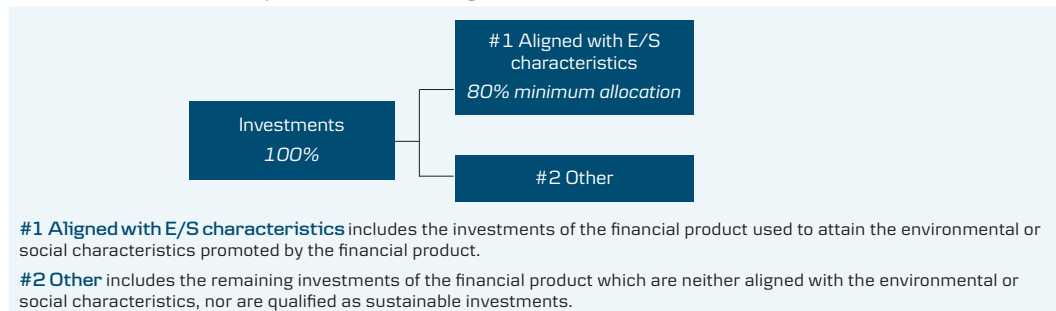 #1 Aligned with E/S
characteristics
80% minimum allocation
Investments
100%
#2 Other
#1 Aligned with E/S characteristics includes the investments of the financial product used to attain the environmental or
social characteristics promoted by the financial product.
#2 Other includes the remaining investments of the financial product which are neither aligned with the environmental or
social characteristics, nor are qualified as sustainable investments.